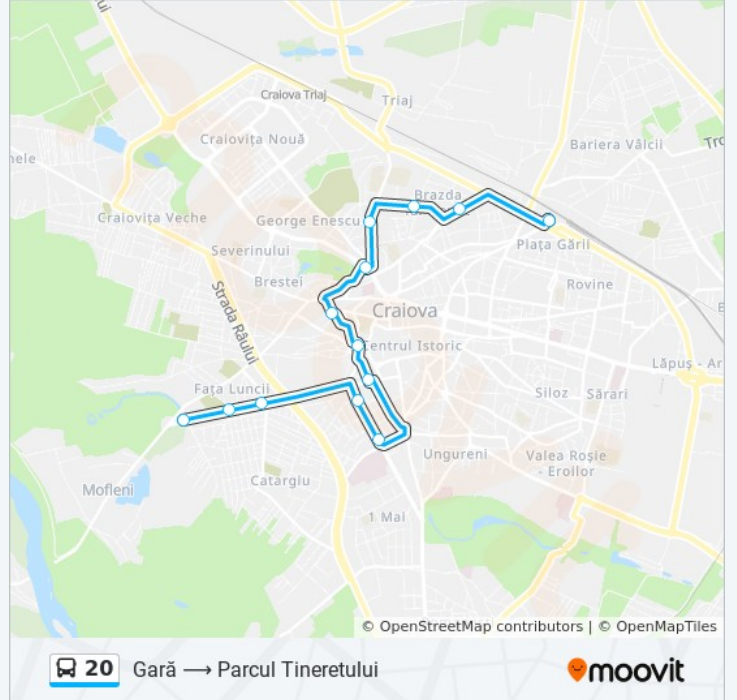 Craiova Triaj
Triaj
Craiovița Nouă
Bariera Vâlcii
Brazda
Craiovița Veche
George Enescu
Piața Gării
Severinului
Brestei
Rovine
Strada Râului
Craiova
Centrul Istoric
Lăpuș - Ar
Fața Luncii
Siloz
Sărari
Ungureni
Valea Roșie
- Eroilor
Catargiu
Mofleni
1 Mai
© OpenStreetMap contributors | © OpenMapTiles
20 Gară → Parcul Tineretului
moovit